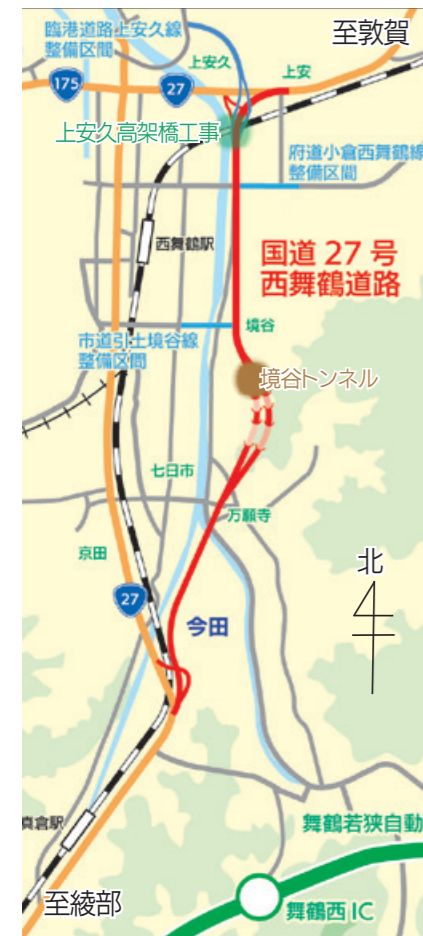 臨港道路上安久線
整備区間
至敦賀
上安久
上安
175
27
上安久高架橋工事
府道小倉西舞鶴線
整備区間
西舞鶴駅
国道 27 号
西舞鶴道路
境谷
市道引土境谷線
整備区間
境谷トンネル
七日市
万願寺
京田
北
27
今田
真倉駅
舞鶴若狭自動
至綾部
舞鶴西 IC